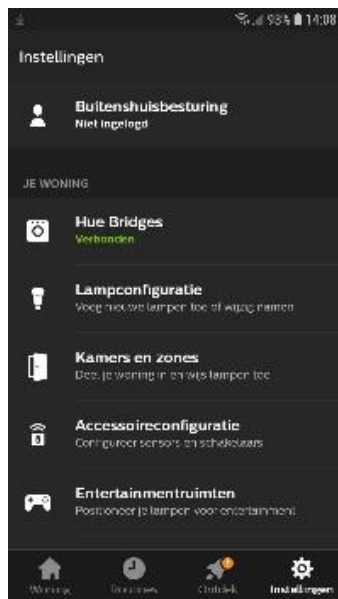 93% 14:08
Instellingen
Buitenshuisbesturing
Niet ingelogd
JE WONING
Hue Bridges
Verbonden
Lampconfiguratie
Voeg nieuwe lampen toe of wijzig namen
Kamers en zones
Deel je woning in en wijs lampen toe
Accessoireconfiguratie
Configureer sensors en schakelaars
Entertainmentruimten
Positioneer je lampen voor entertainment
Woning Routines Ontdek Instellingen